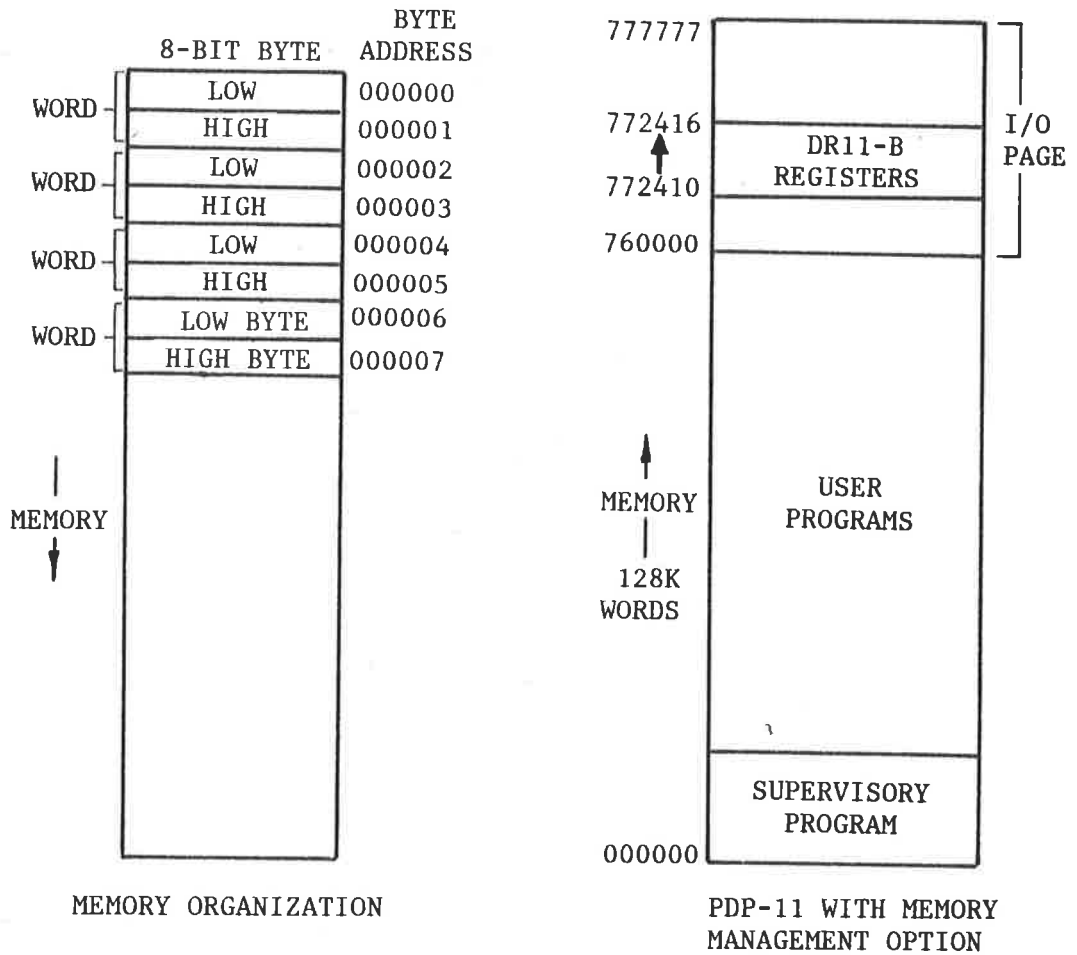 BYTE
8-BIT BYTE ADDRESS
WORD
LOW 000000
HIGH 000001
WORD
LOW 000002
HIGH 000003
WORD
LOW 000004
HIGH 000005
WORD
LOW BYTE 000006
HIGH BYTE 000007
MEMORY
MEMORY ORGANIZATION
777777
772416
772410
760000
DR11-B
REGISTERS
I/O
PAGE
MEMORY
128K
WORDS
USER
PROGRAMS
SUPERVISORY
PROGRAM
000000
PDP-11 WITH MEMORY
MANAGEMENT OPTION